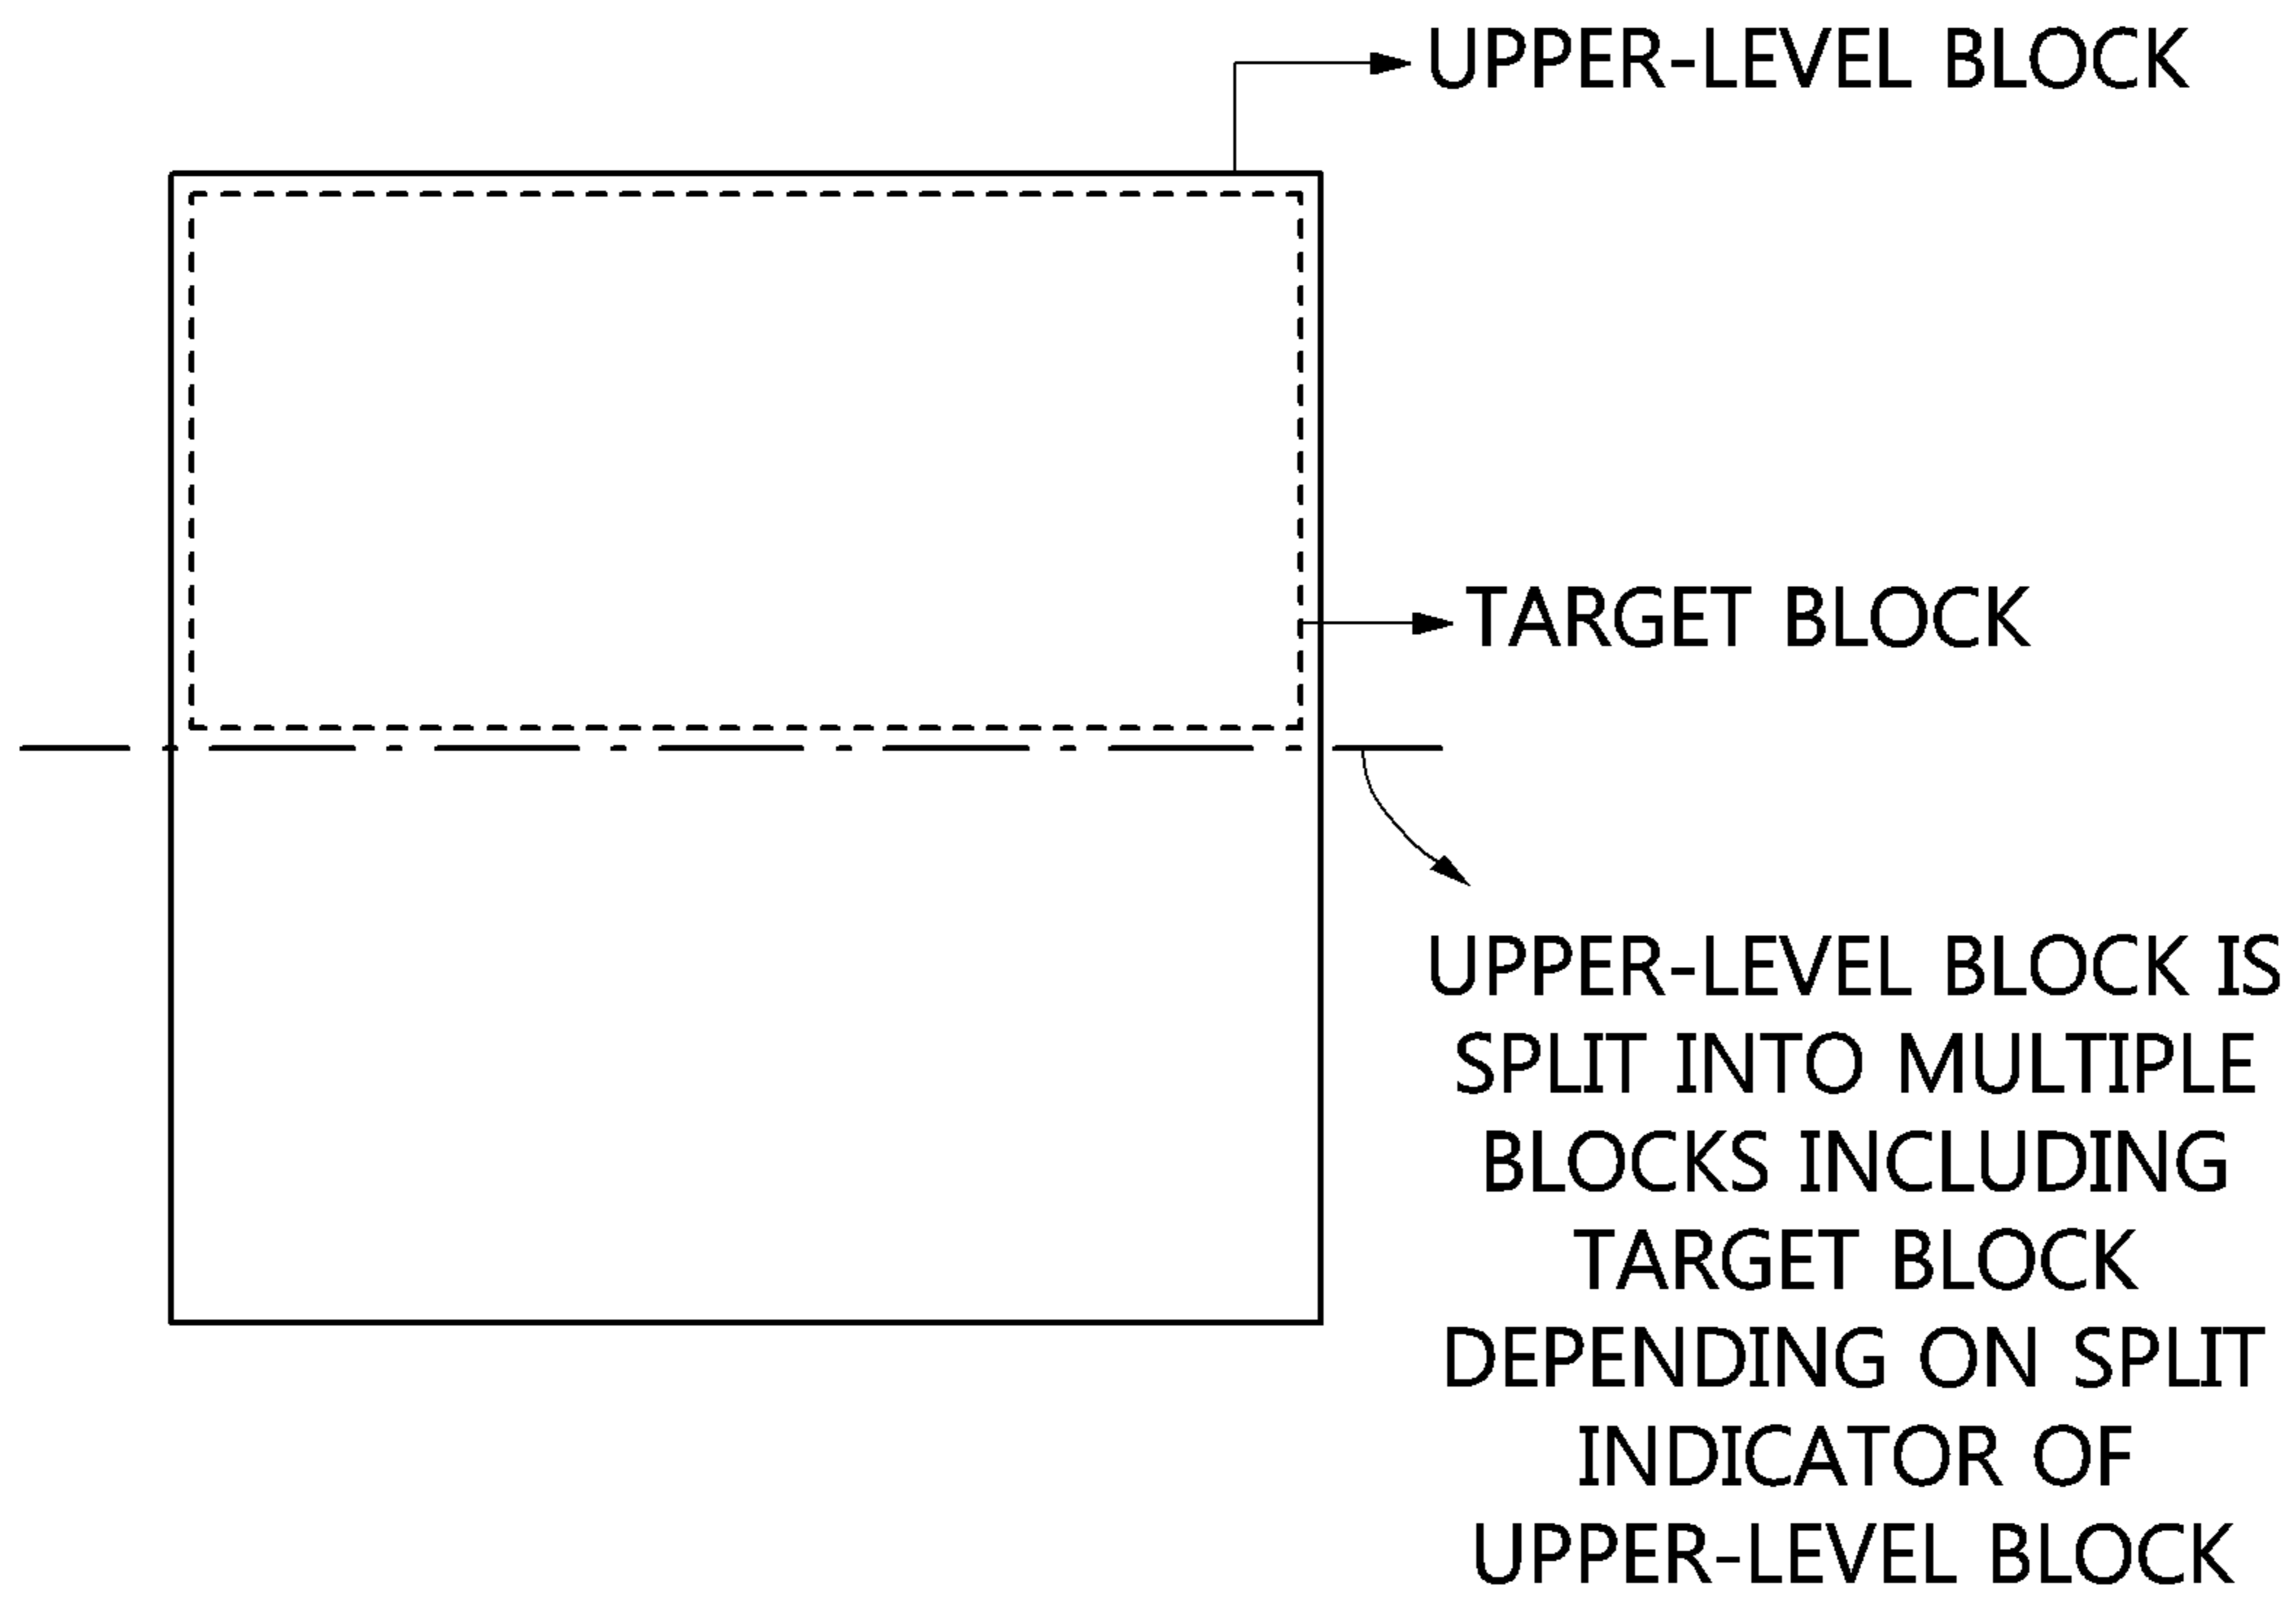 UPPER-LEVEL BLOCK
TARGET BLOCK
UPPER-LEVEL BLOCK IS
SPLIT INTO MULTIPLE
BLOCKS INCLUDING
TARGET BLOCK
DEPENDING ON SPLIT
INDICATOR OF
UPPER-LEVEL BLOCK